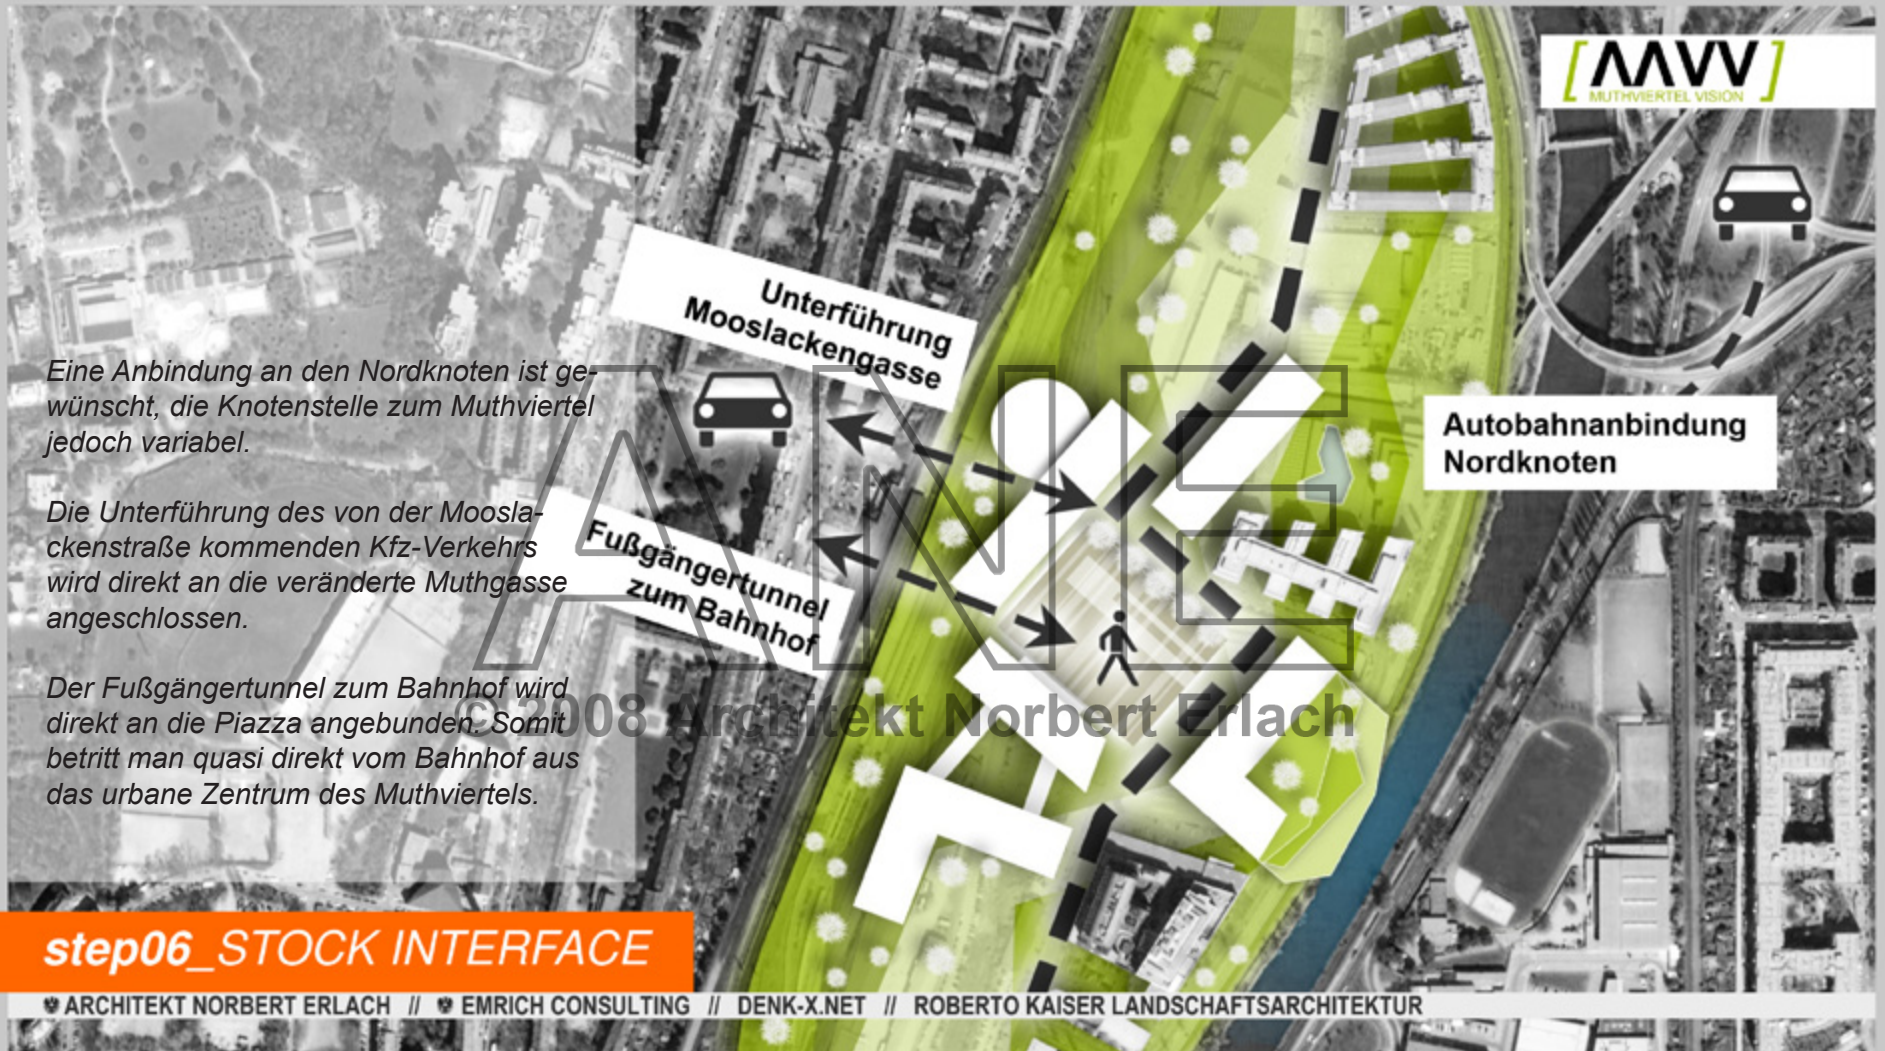 [MVV]
MUTHVIERTEL VISION
Unterführung
Mooslackengasse
Eine Anbindung an den Nordknoten ist ge-
wünscht, die Knotenstelle zum Muthviertel
jedoch variabel.
Autobahnanbindung
Nordknoten
Die Unterführung des von der Moosla-
ckenstraße kommenden Kfz-Verkehrs
wird direkt an die veränderte Muthgasse
angeschlossen.
Fußgängertunnel
zum Bahnhof
Der Fußgängertunnel zum Bahnhof wird
direkt an die Piazza angebunden. Somit
betritt man quasi direkt vom Bahnhof aus
das urbane Zentrum des Muthviertels.
ANE
© 2008 Architekt Norbert Erlach
step06_STOCK INTERFACE
ARCHITEKT NORBERT ERLACH // EMRICH CONSULTING // DENK-X.NET // ROBERTO KAISER LANDSCHAFTSARCHITEKTUR